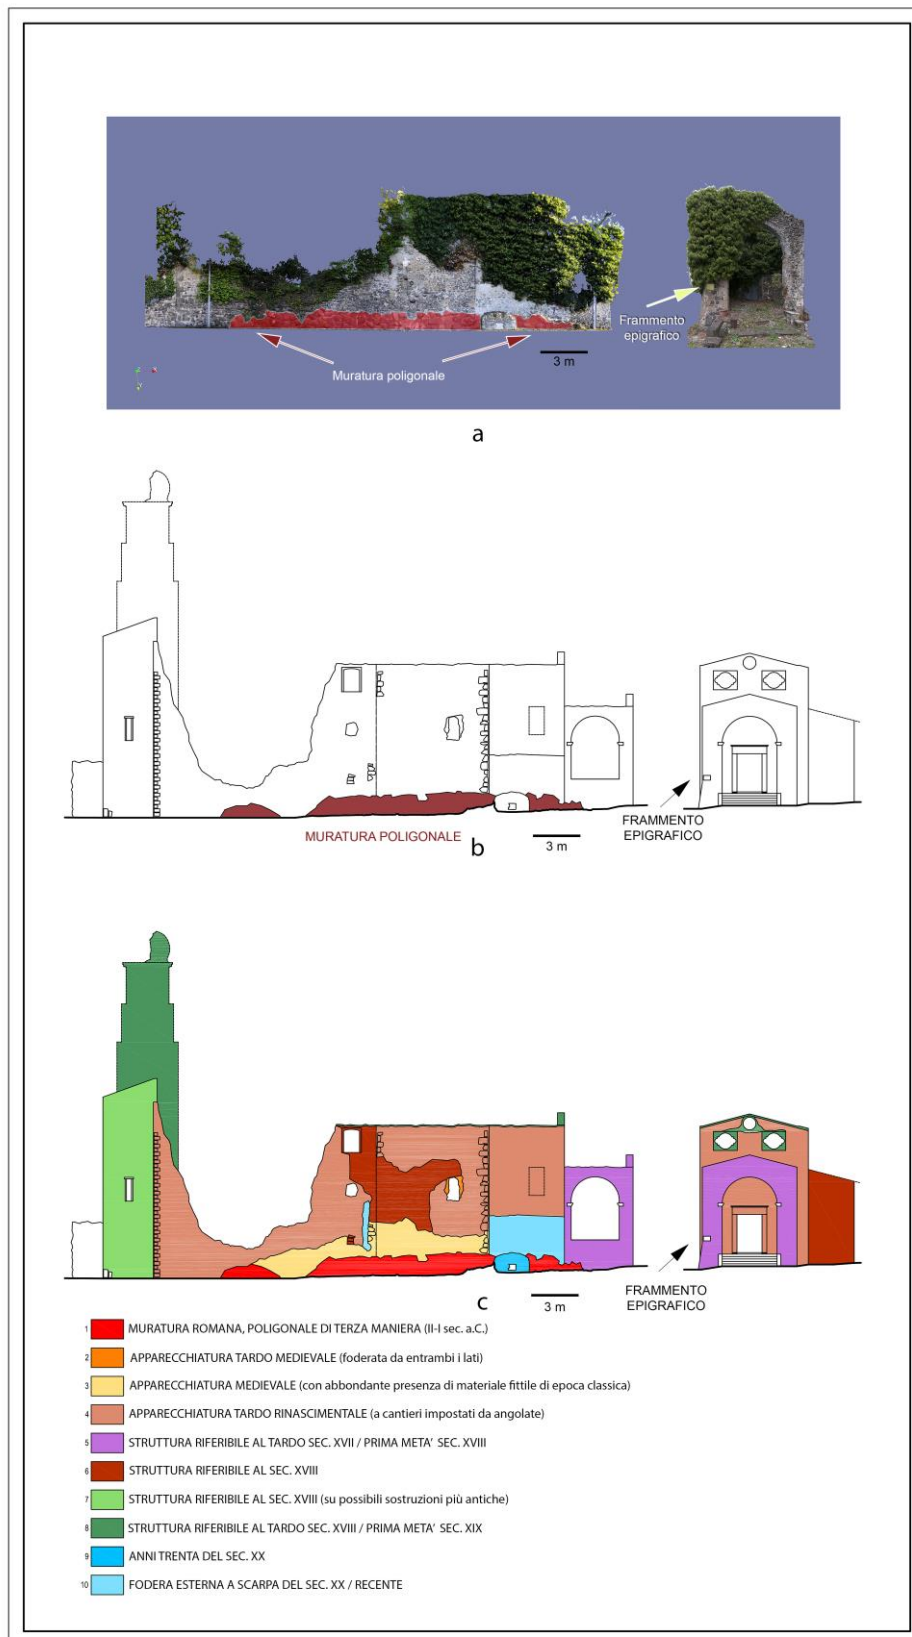 Frammento
epigrafico
3 m
Muratura poligonale
a
MURATURA POLIGONALE
b
3 m
FRAMMENTO
EPIGRAFICO
c
3 m
FRAMMENTO
EPIGRAFICO
1 MURATURA ROMANA, POLIGONALE DI TERZA MANIERA (II-I sec. a.C.)
2 APPARECCHIATURA TARDO MEDIEVALE (foderata da entrambi i lati)
3 APPARECCHIATURA MEDIEVALE (con abbondante presenza di materiale fittile di epoca classica)
4 APPARECCHIATURA TARDO RINASCIMENTALE (a cantieri impostati da angolate)
5 STRUTTURA RIFERIBILE AL TARDO SEC. XVII / PRIMA META' SEC. XVIII
6 STRUTTURA RIFERIBILE AL SEC. XVIII
7 STRUTTURA RIFERIBILE AL SEC. XVIII (su possibili sostruzioni più antiche)
8 STRUTTURA RIFERIBILE AL TARDO SEC. XVIII / PRIMA META' SEC. XIX
9 ANNI TRENTA DEL SEC. XX
10 FODERA ESTERNA A SCARPA DEL SEC. XX / RECENTE